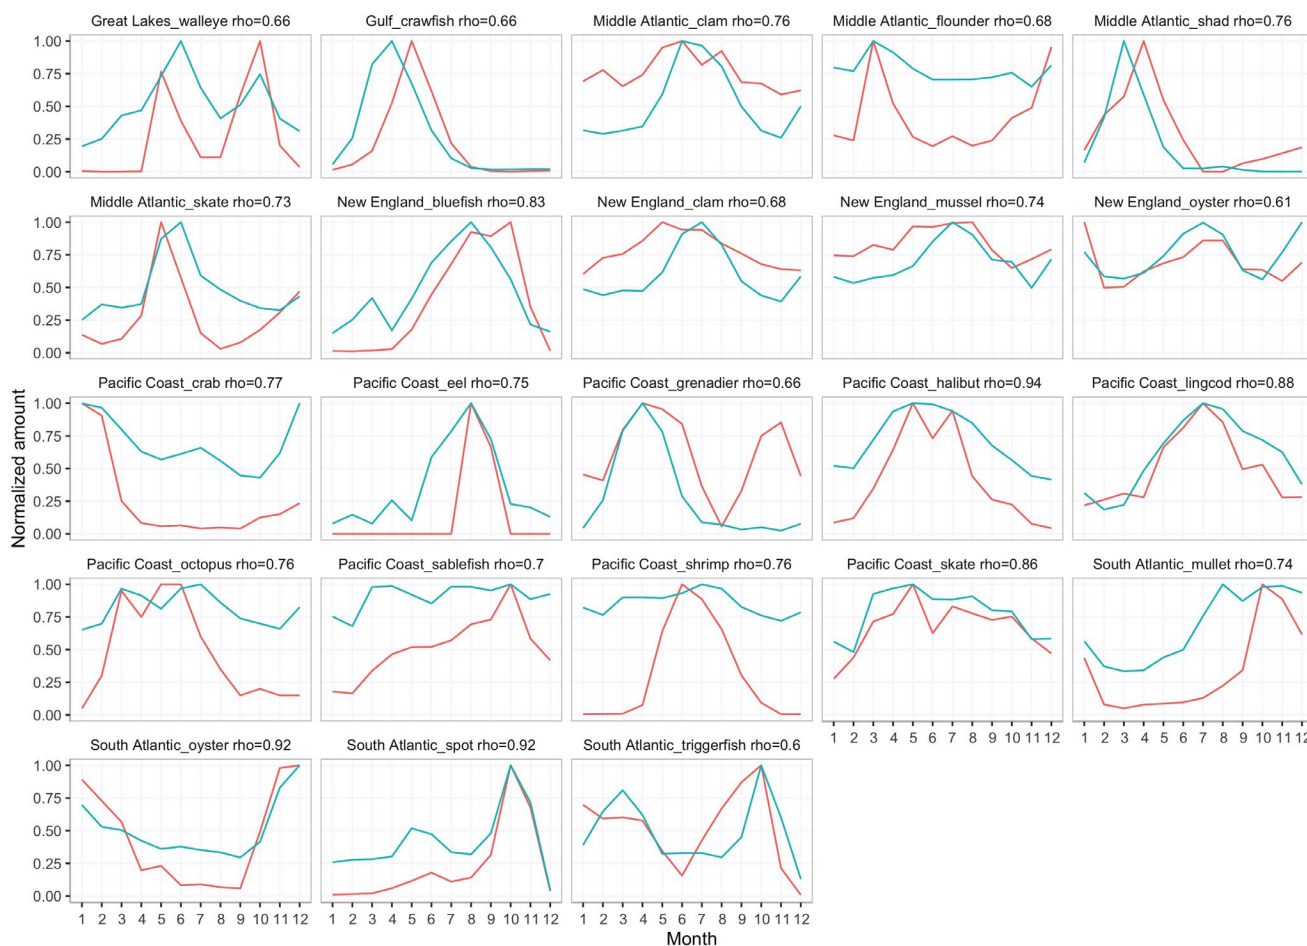 Great Lakes_walleye rho=0.66 Gulf_crawfish rho=0.66 Middle Atlantic_clam rho=0.76 Middle Atlantic_flounder rho=0.68 Middle Atlantic_shad rho=0.76
1.00
0.75
0.50
0.25
0.00
Middle Atlantic_skate rho=0.73 New England_bluefish rho=0.83 New England_clam rho=0.68 New England_mussel rho=0.74 New England_oyster rho=0.61
1.00
0.75
0.50
0.25
0.00
Normalized amount
Pacific Coast_crab rho=0.77 Pacific Coast_eel rho=0.75 Pacific Coast_grenadier rho=0.66 Pacific Coast_halibut rho=0.94 Pacific Coast_lingcod rho=0.88
1.00
0.75
0.50
0.25
0.00
Pacific Coast_octopus rho=0.76 Pacific Coast_sablefish rho=0.7 Pacific Coast_shrimp rho=0.76 Pacific Coast_skate rho=0.86 South Atlantic_mullet rho=0.74
1.00
0.75
0.50
0.25
0.00
1 2 3 4 5 6 7 8 9 10 11 12 1 2 3 4 5 6 7 8 9 10 11 12
South Atlantic_oyster rho=0.92 South Atlantic_spot rho=0.92 South Atlantic_triggerfish rho=0.6
1.00
0.75
0.50
0.25
0.00
1 2 3 4 5 6 7 8 9 10 11 12 1 2 3 4 5 6 7 8 9 10 11 12 1 2 3 4 5 6 7 8 9 10 11 12
Month